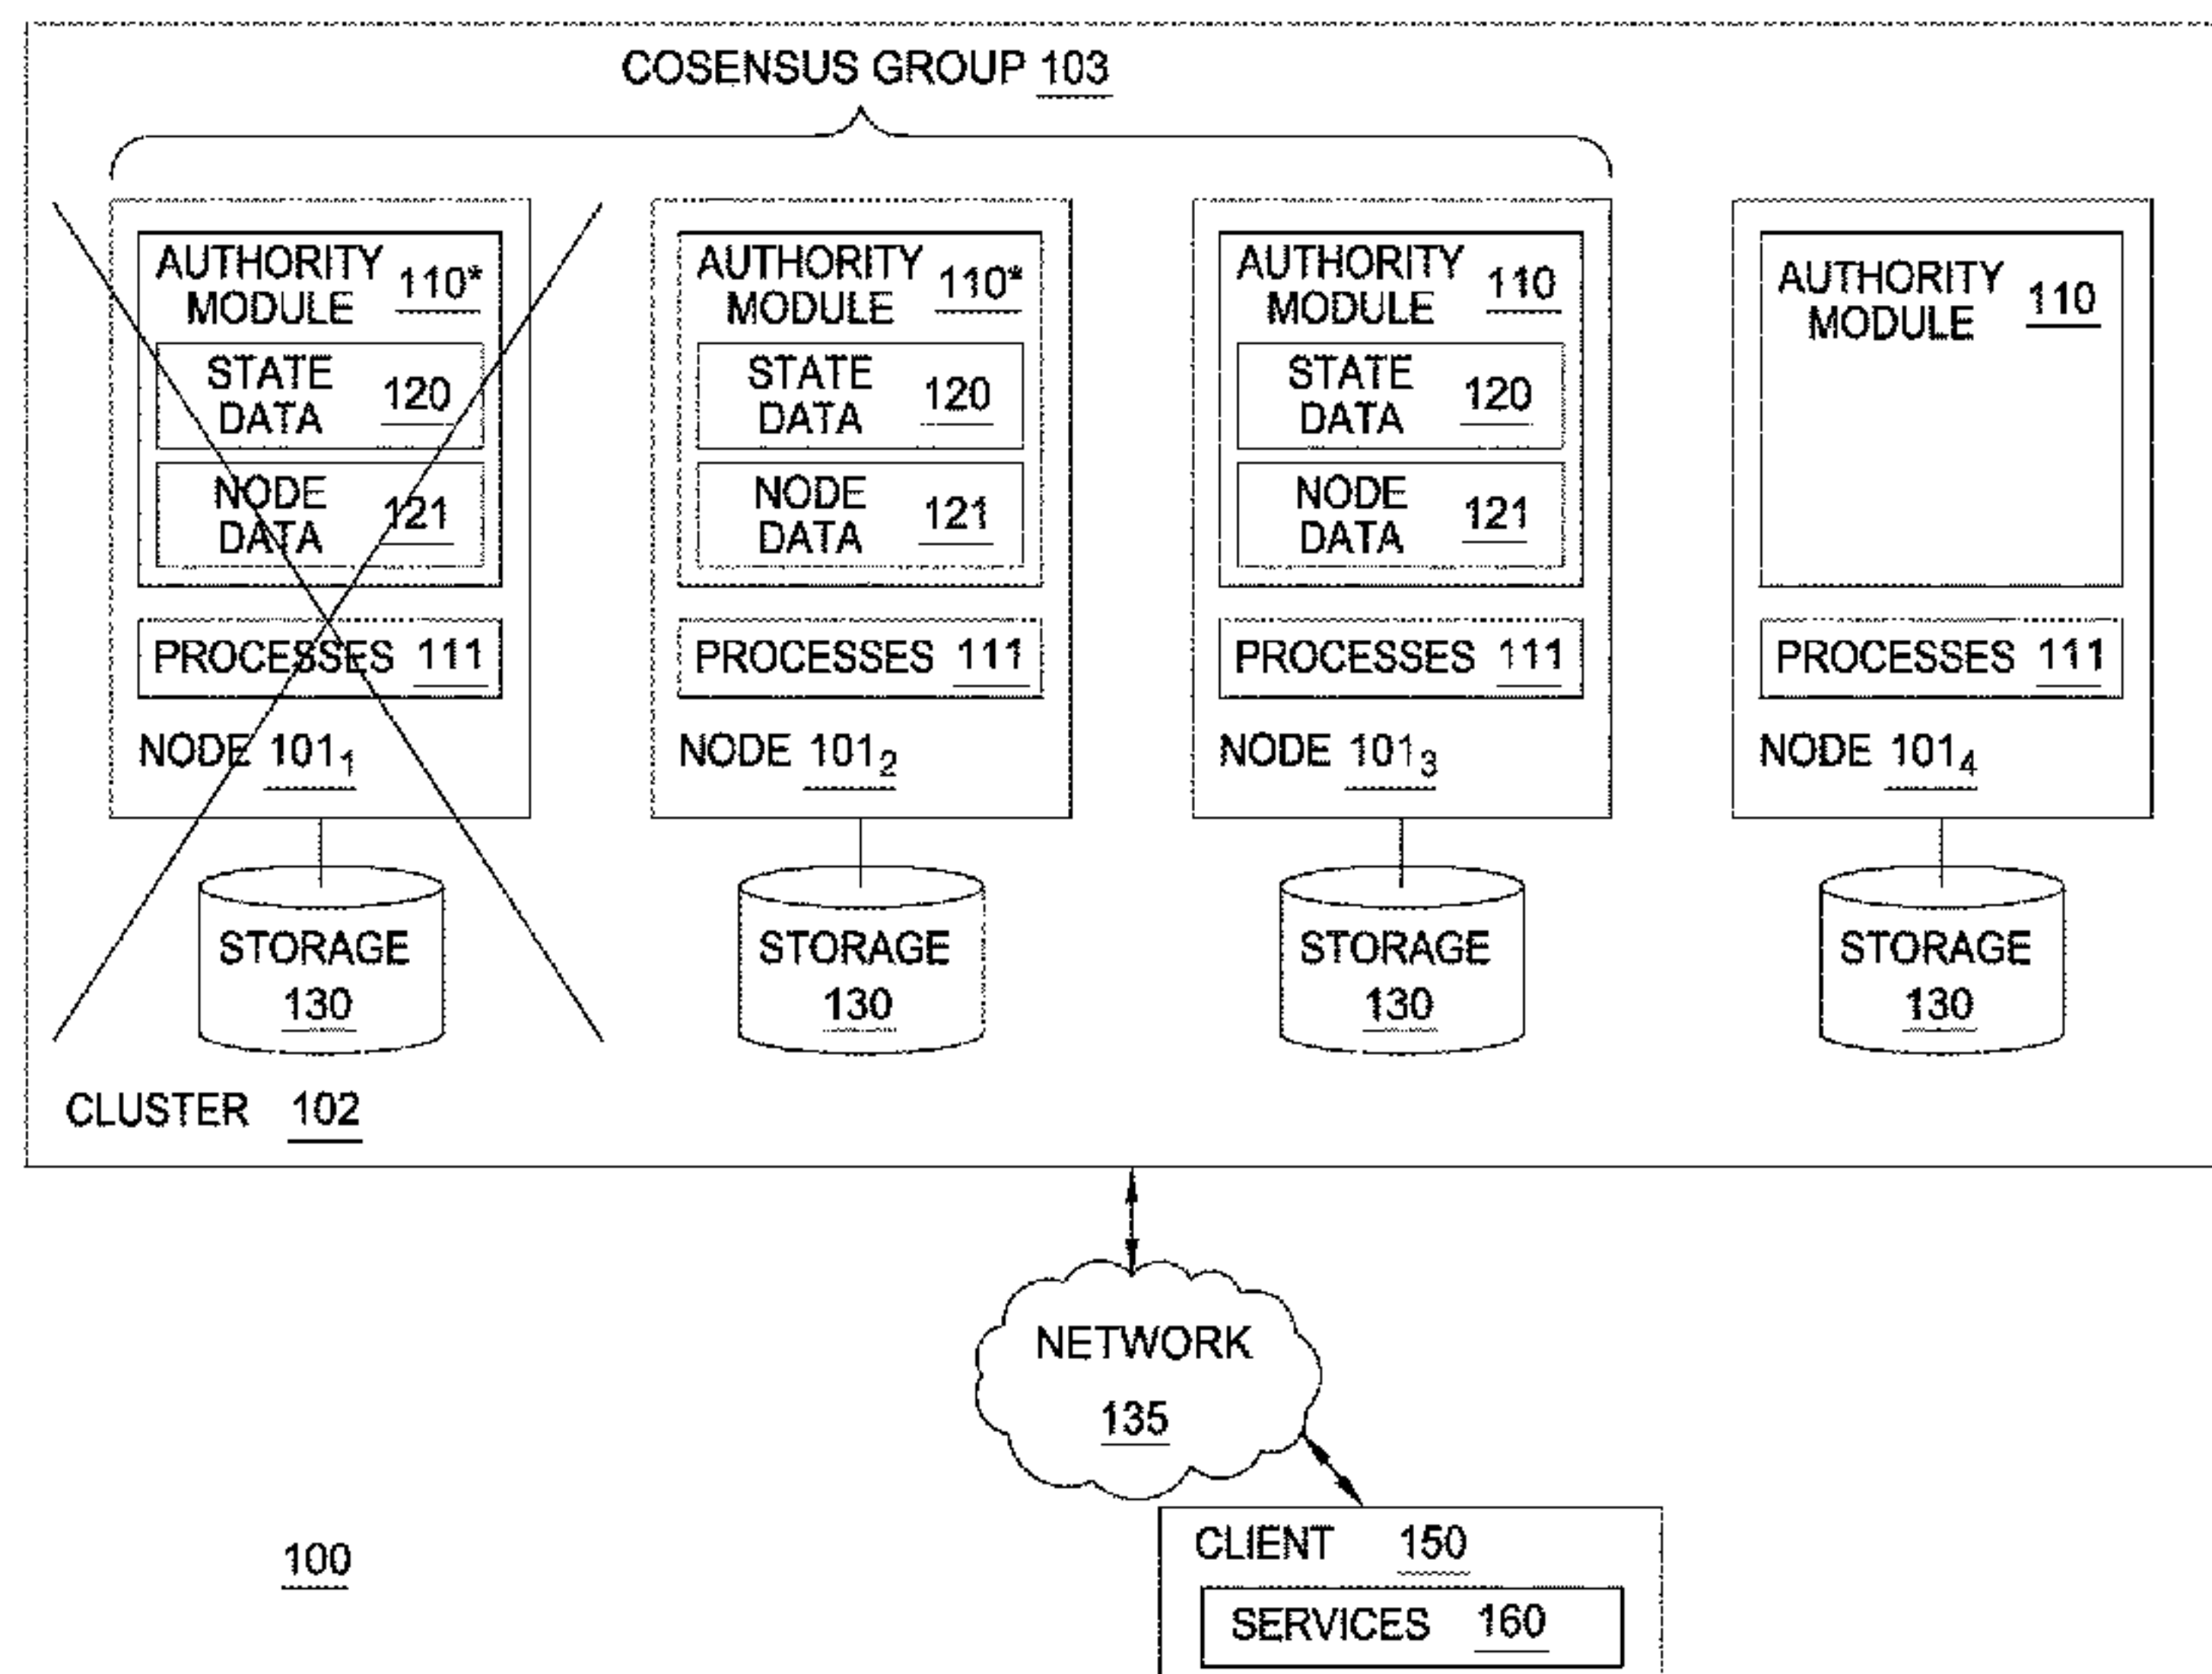 COSENSUS GROUP 103
AUTHORITY MODULE 110*
STATE DATA 120
NODE DATA 121
PROCESSES 111
NODE 101₁
STORAGE
130
AUTHORITY MODULE 110*
STATE DATA 120
NODE DATA 121
PROCESSES 111
NODE 101₂
STORAGE
130
AUTHORITY MODULE 110
STATE DATA 120
NODE DATA 121
PROCESSES 111
NODE 101₃
STORAGE
130
AUTHORITY MODULE 110
PROCESSES 111
NODE 101₄
STORAGE
130
CLUSTER 102
NETWORK
135
100
CLIENT 150
SERVICES 160